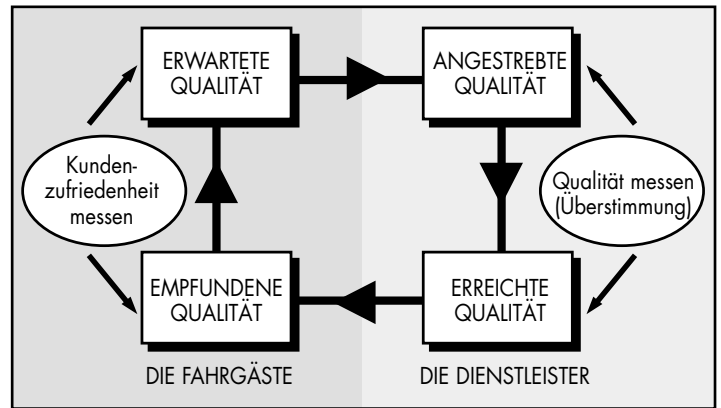 ERWARTETE
QUALITÄT
ANGESTREBTE
QUALITÄT
Kunden-
zufriedenheit
messen
Qualität messen
(Überstimmung)
EMPFUNDENE
QUALITÄT
ERREICHTE
QUALITÄT
DIE FAHRGÄSTE
DIE DIENSTLEISTER